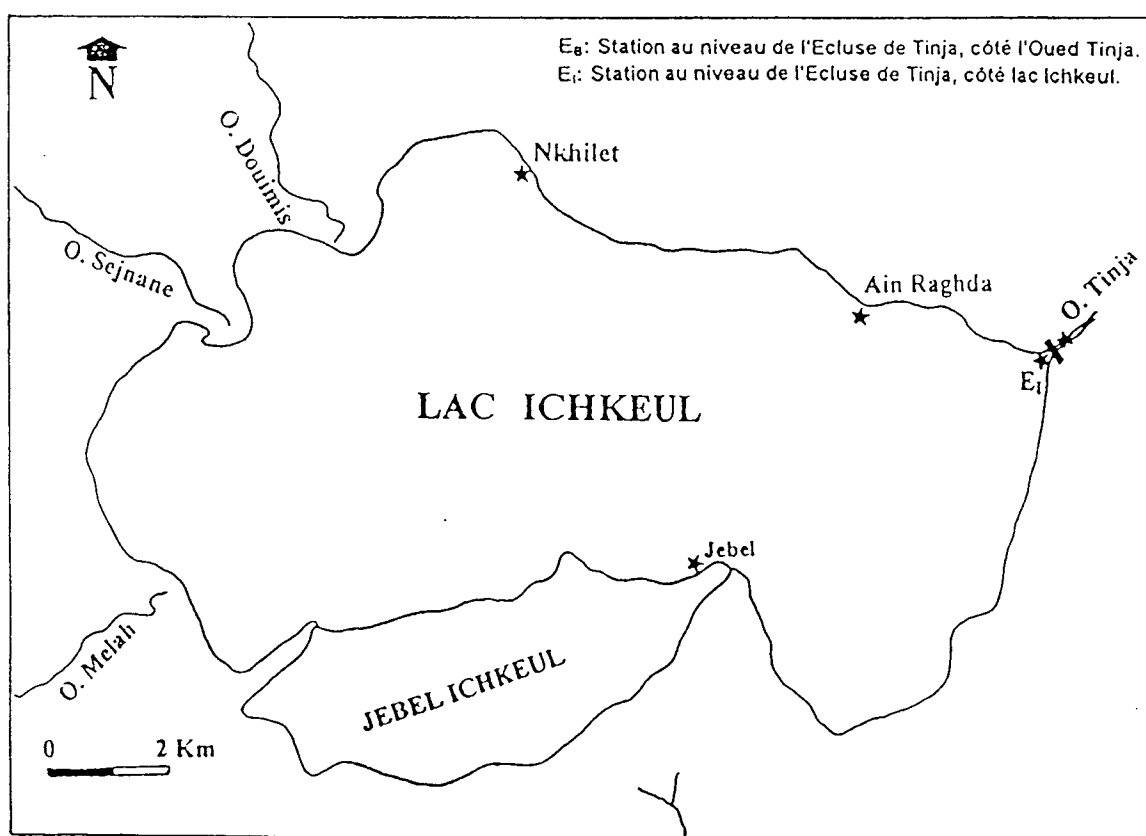 E_B: Station au niveau de l'Ecluse de Tinja, côté l'Oued Tinja.
E_I: Station au niveau de l'Ecluse de Tinja, côté lac Ichkeul.
N
O. Douimis
Nkhilet
O. Sejnane
Ain Raghda
O. Tinja
E_I
LAC ICHKEUL
Jebel
O. Melah
JEBEL ICHKEUL
0 2 Km